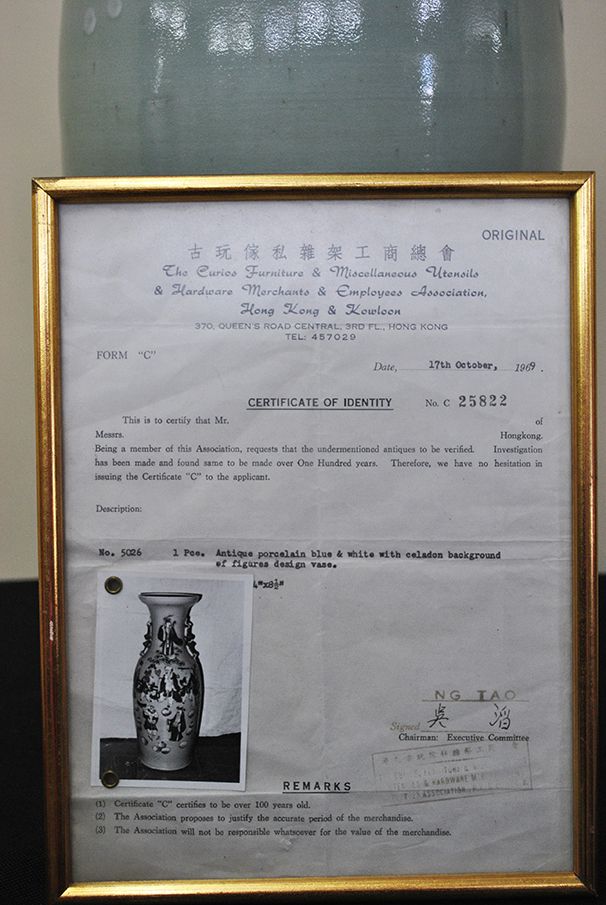 ORIGINAL
古玩傢私雜架工商總會
The Curios Furniture & Miscellaneous Utensils
& Hardware Merchants & Employees Association,
Hong Kong & Kowloon
370, QUEEN'S ROAD CENTRAL, 3RD FL., HONG KONG
TEL: 457029
FORM "C"
Date, 17th October, 1969.
CERTIFICATE OF IDENTITY No. C 25822
This is to certify that Mr. of
Messrs. Hongkong.
Being a member of this Association, requests that the undermentioned antiques to be verified. Investigation
has been made and found same to be made over One Hundred years. Therefore, we have no hesitation in
issuing the Certificate "C" to the applicant.
Description:
No. 5026 1 Pce. Antique porcelain blue & white with celadon background
of figures design vase.
4"x8½"
NG TAO
Signed 吳 滔
Chairman: Executive Committee
REMARKS
(1) Certificate "C" certifies to be over 100 years old.
(2) The Association proposes to justify the accurate period of the merchandise.
(3) The Association will not be responsible whatsoever for the value of the merchandise.